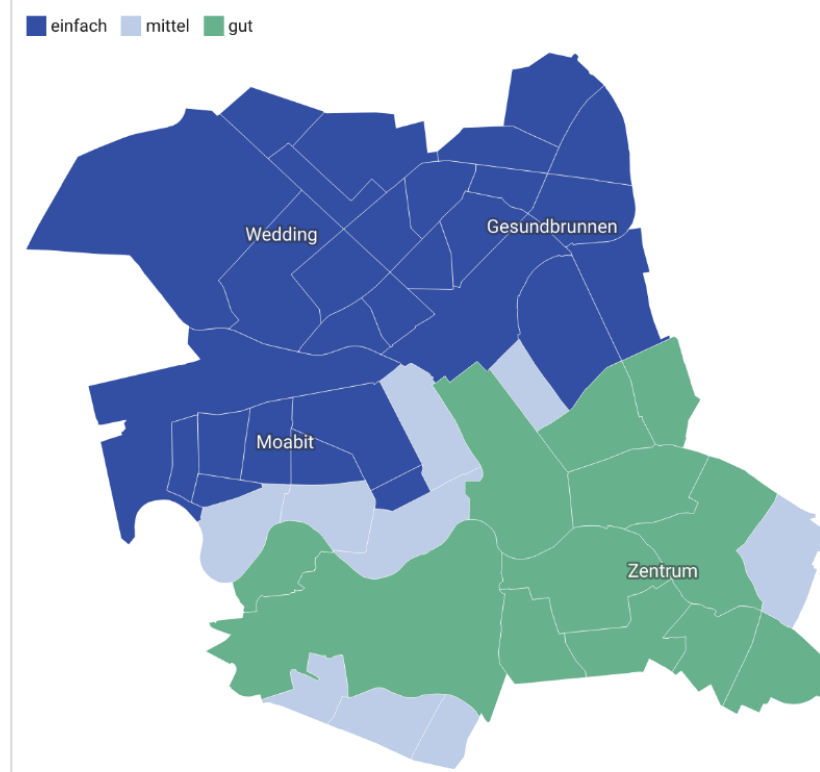 einfach mittel gut
Wedding
Gesundbrunnen
Moabit
Zentrum